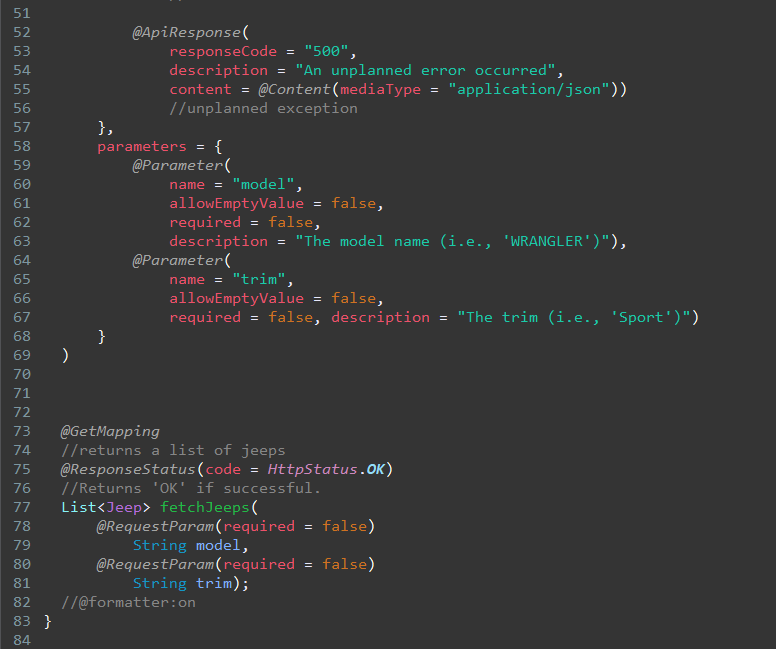 51
52 @ApiResponse(
53 responseCode = "500",
54 description = "An unplanned error occurred",
55 content = @Content(mediaType = "application/json"))
56 //unplanned exception
57 },
58 parameters = {
59 @Parameter(
60 name = "model",
61 allowEmptyValue = false,
62 required = false,
63 description = "The model name (i.e., 'WRANGLER')"),
64 @Parameter(
65 name = "trim",
66 allowEmptyValue = false,
67 required = false, description = "The trim (i.e., 'Sport')")
68 }
69 )
70
71
72
73 @GetMapping
74 //returns a list of jeeps
75 @ResponseStatus(code = HttpStatus.OK)
76 //Returns 'OK' if successful.
77 List<Jeep> fetchJeeps(
78 @RequestParam(required = false)
79 String model,
80 @RequestParam(required = false)
81 String trim);
82 //@formatter:on
83 }
84